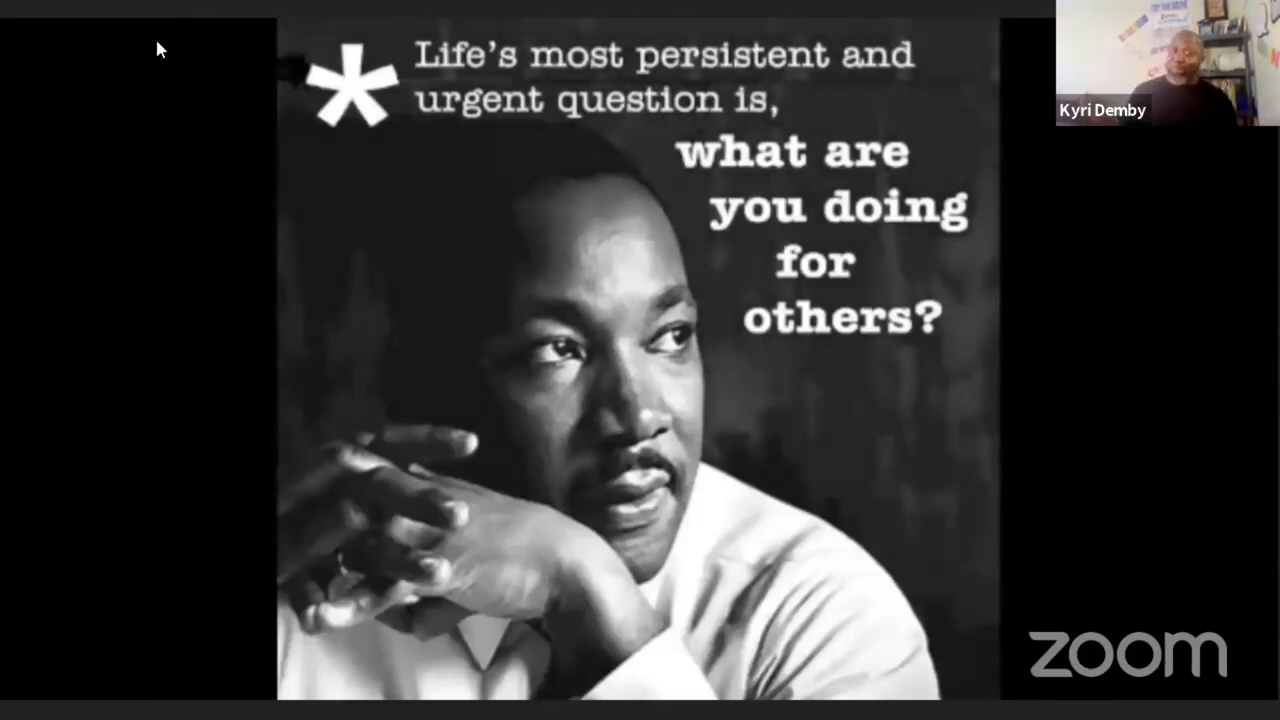 Life's most persistent and
urgent question is,
what are
you doing
for
others?
Kyri Demby
zoom